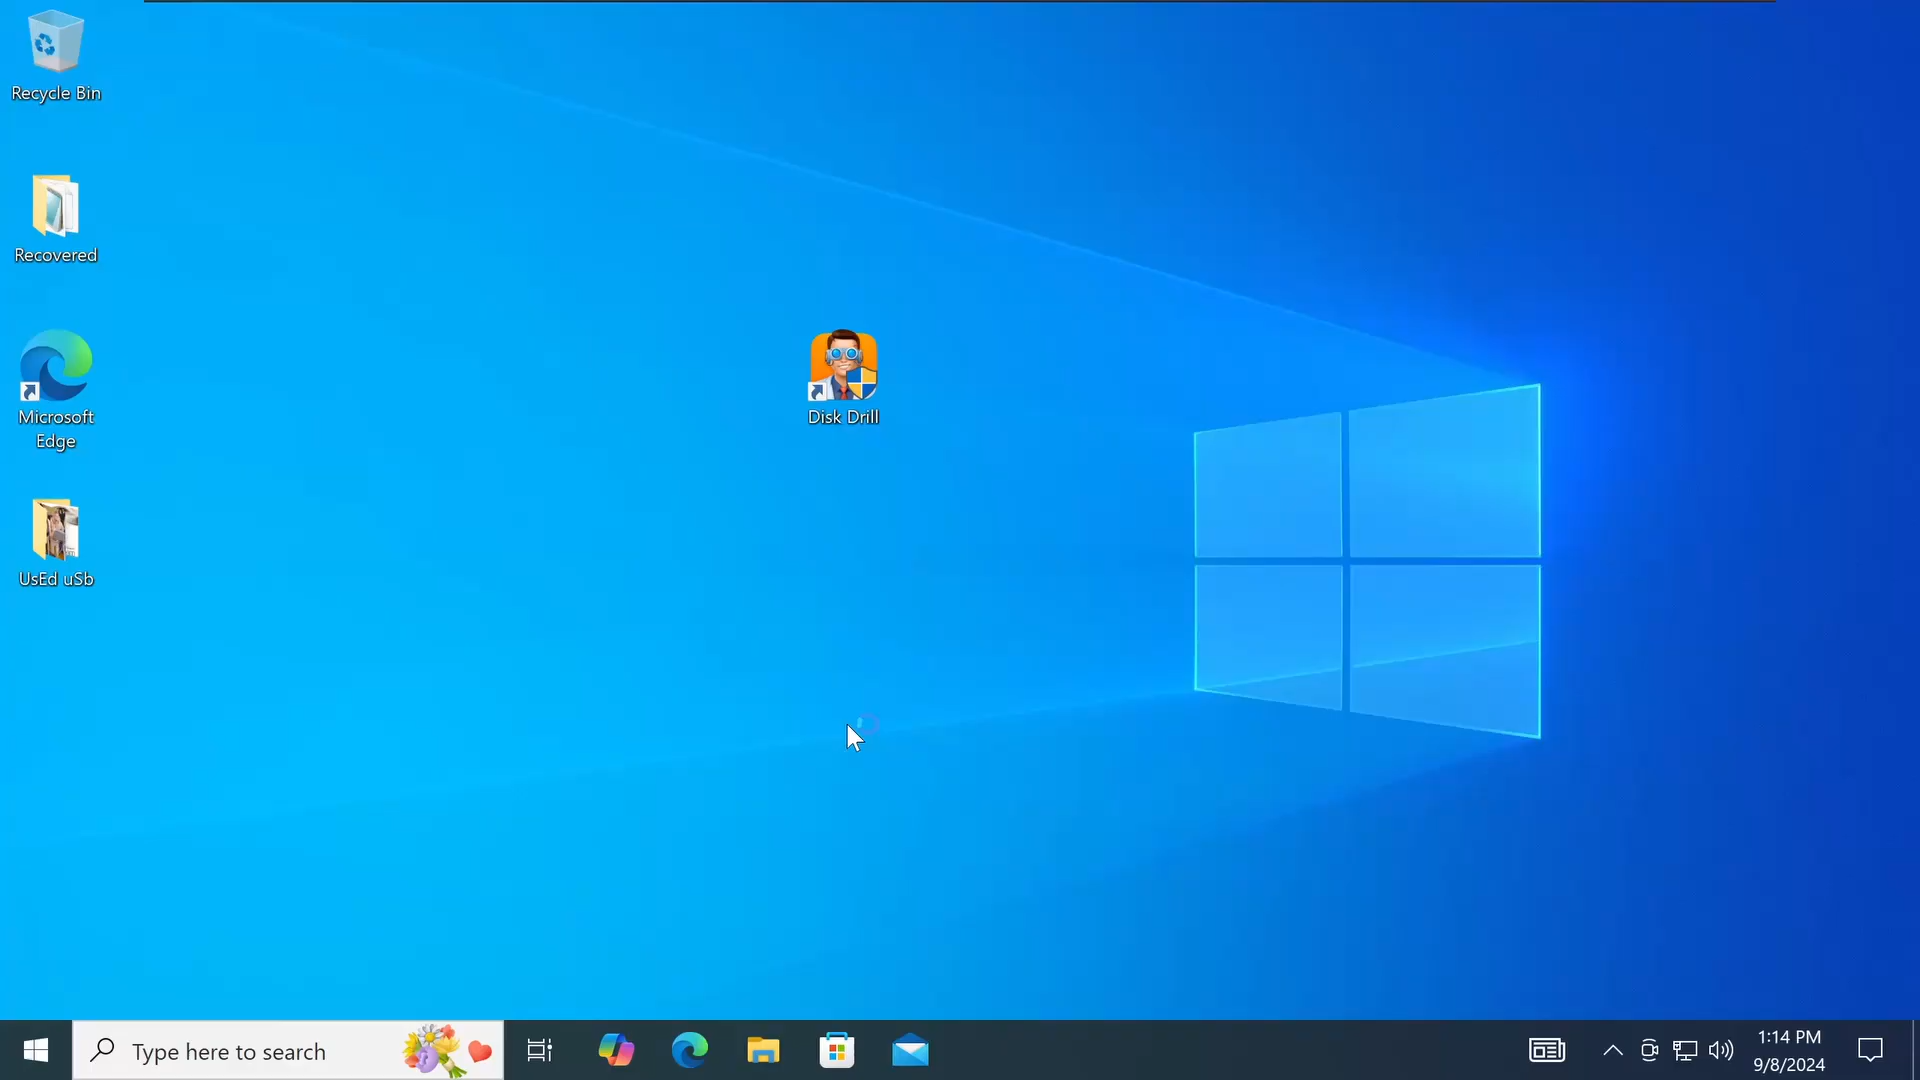 Recycle Bin
Recovered
Microsoft
Edge
UsEd uSb
Disk Drill
Type here to search
1:14 PM
9/8/2024